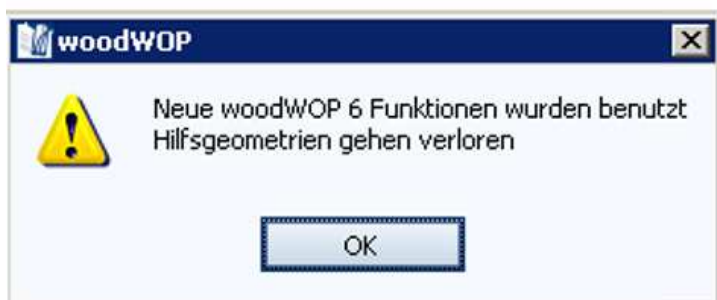 woodWOP
Neue woodWOP 6 Funktionen wurden benutzt
Hilfsgeometrien gehen verloren
OK